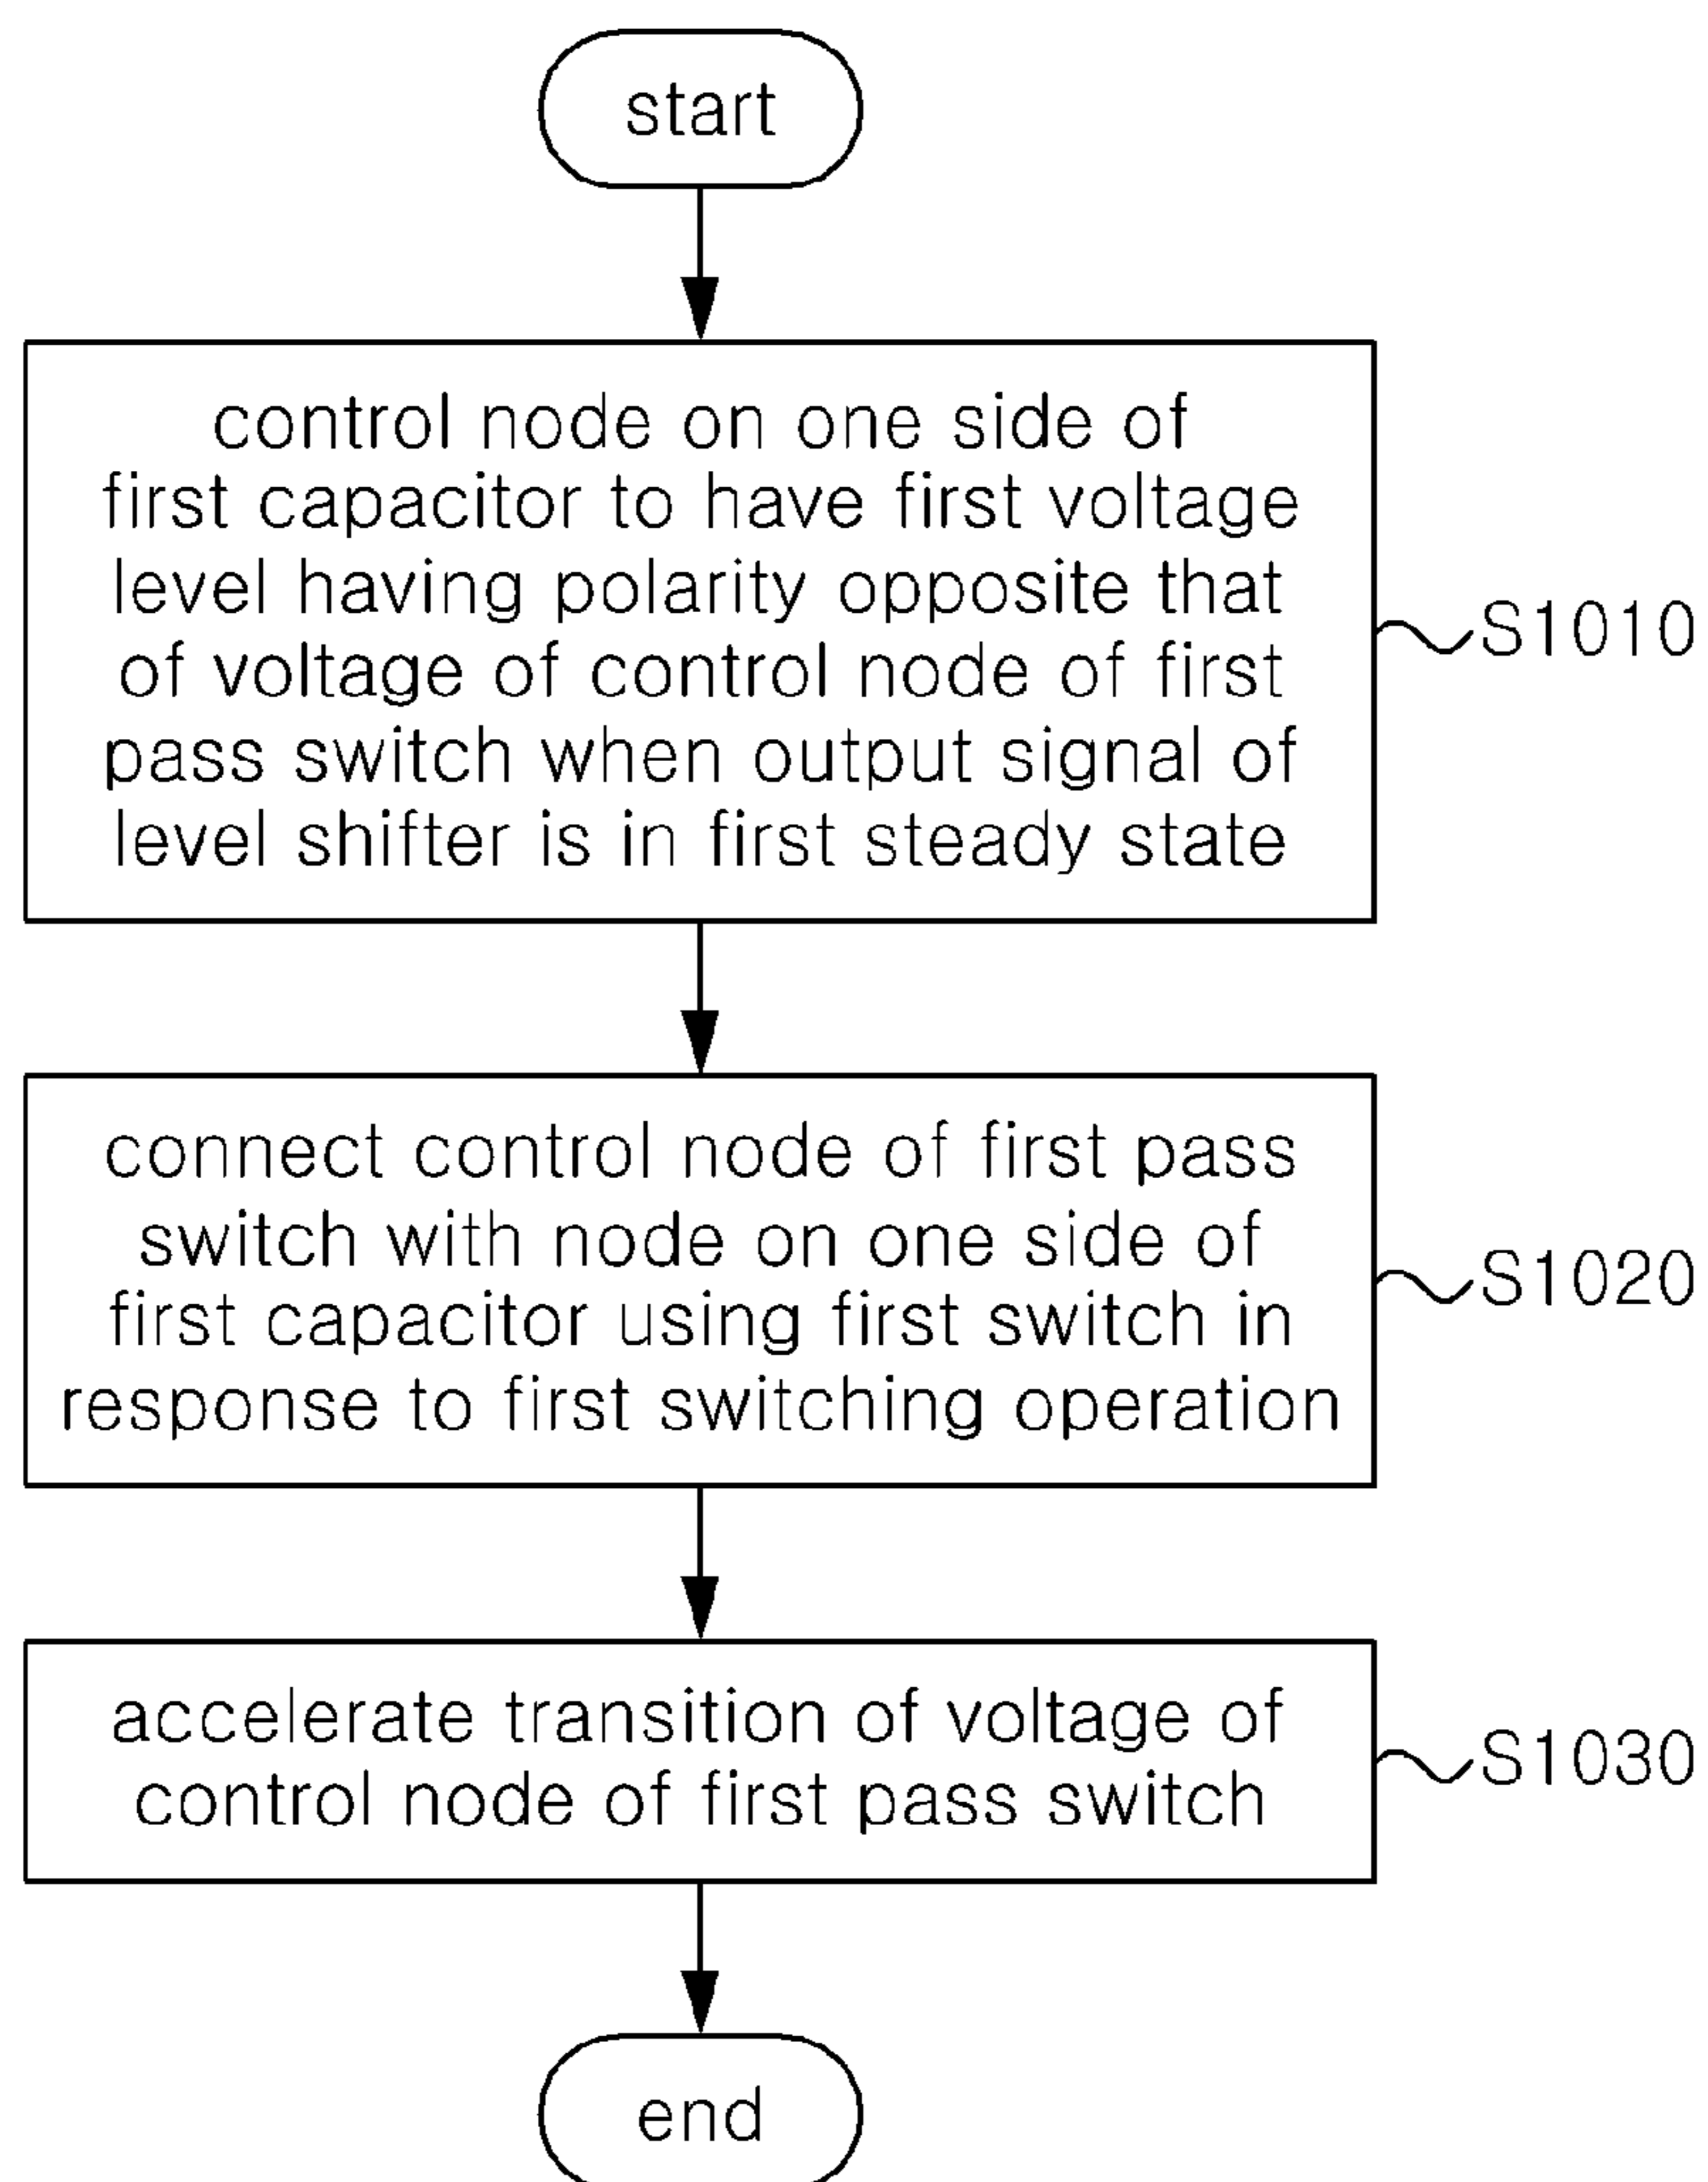 start
control node on one side of
first capacitor to have first voltage
level having polarity opposite that
of voltage of control node of first
pass switch when output signal of
level shifter is in first steady state
S1010
connect control node of first pass
switch with node on one side of
first capacitor using first switch in
response to first switching operation
S1020
accelerate transition of voltage of
control node of first pass switch
S1030
end